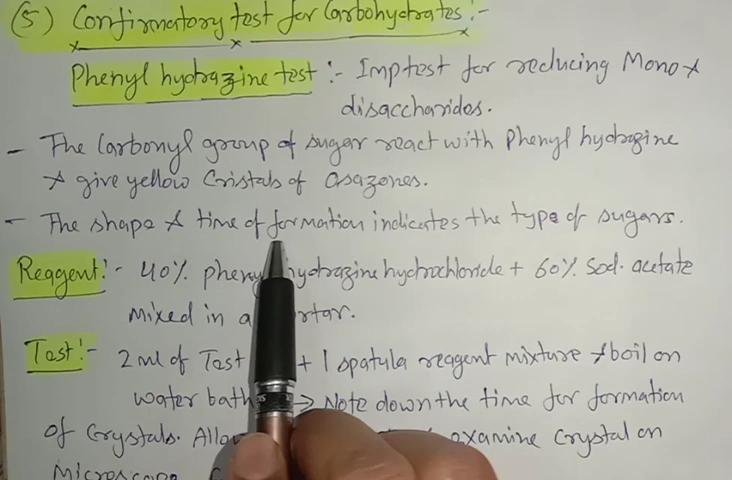 (5) Confirmatory test for Carbohydrates:-
Phenyl hydrazine test :- Imp test for reducing Mono &
disaccharides.
- The Carbonyl group of sugar react with Phenyl hydrazine
& give yellow Cristals of Osazones.
- The shape & time of formation indicates the type of sugars.
Reagent:- 40% phenyl hydrazine hydrochloride + 60% Sod. acetate
Mixed in a
Test:- 2 ml of Test + 1 spatula reagent mixture & boil on
water bath → Note down the time for formation
of Crystals. examine Crystal on